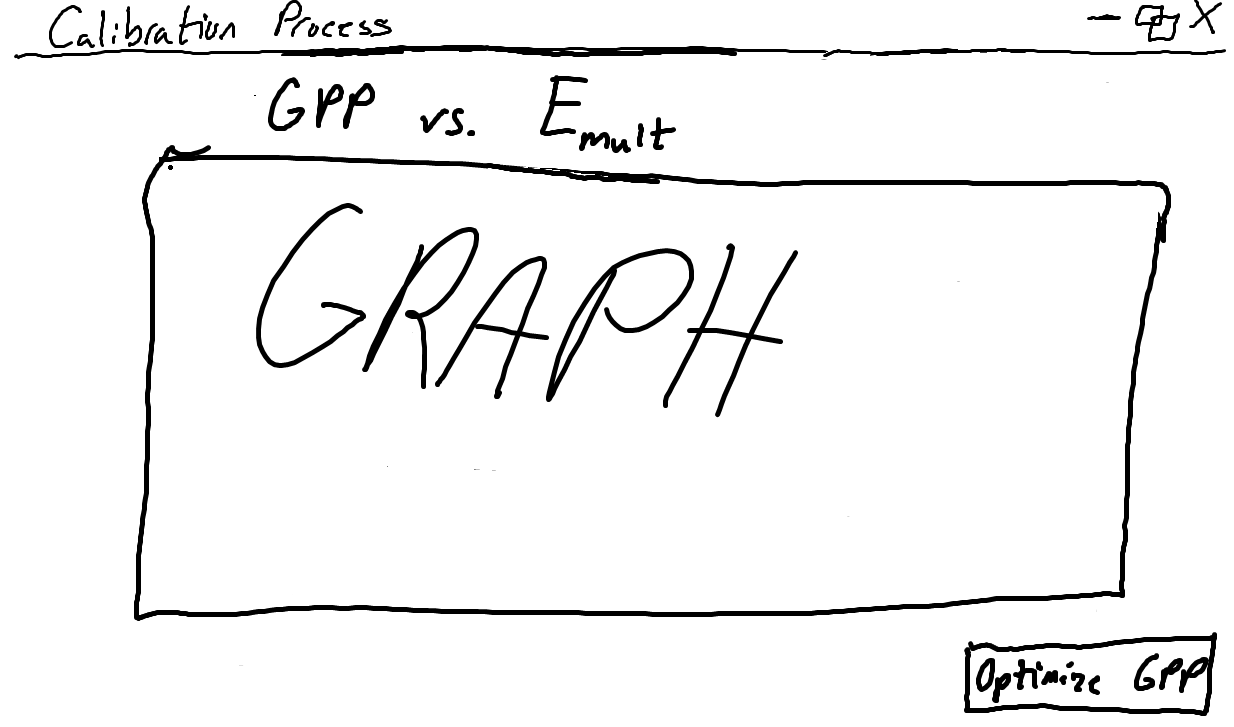 Calibration Process
GPP vs. Emult
GRAPH
Optimize GPP